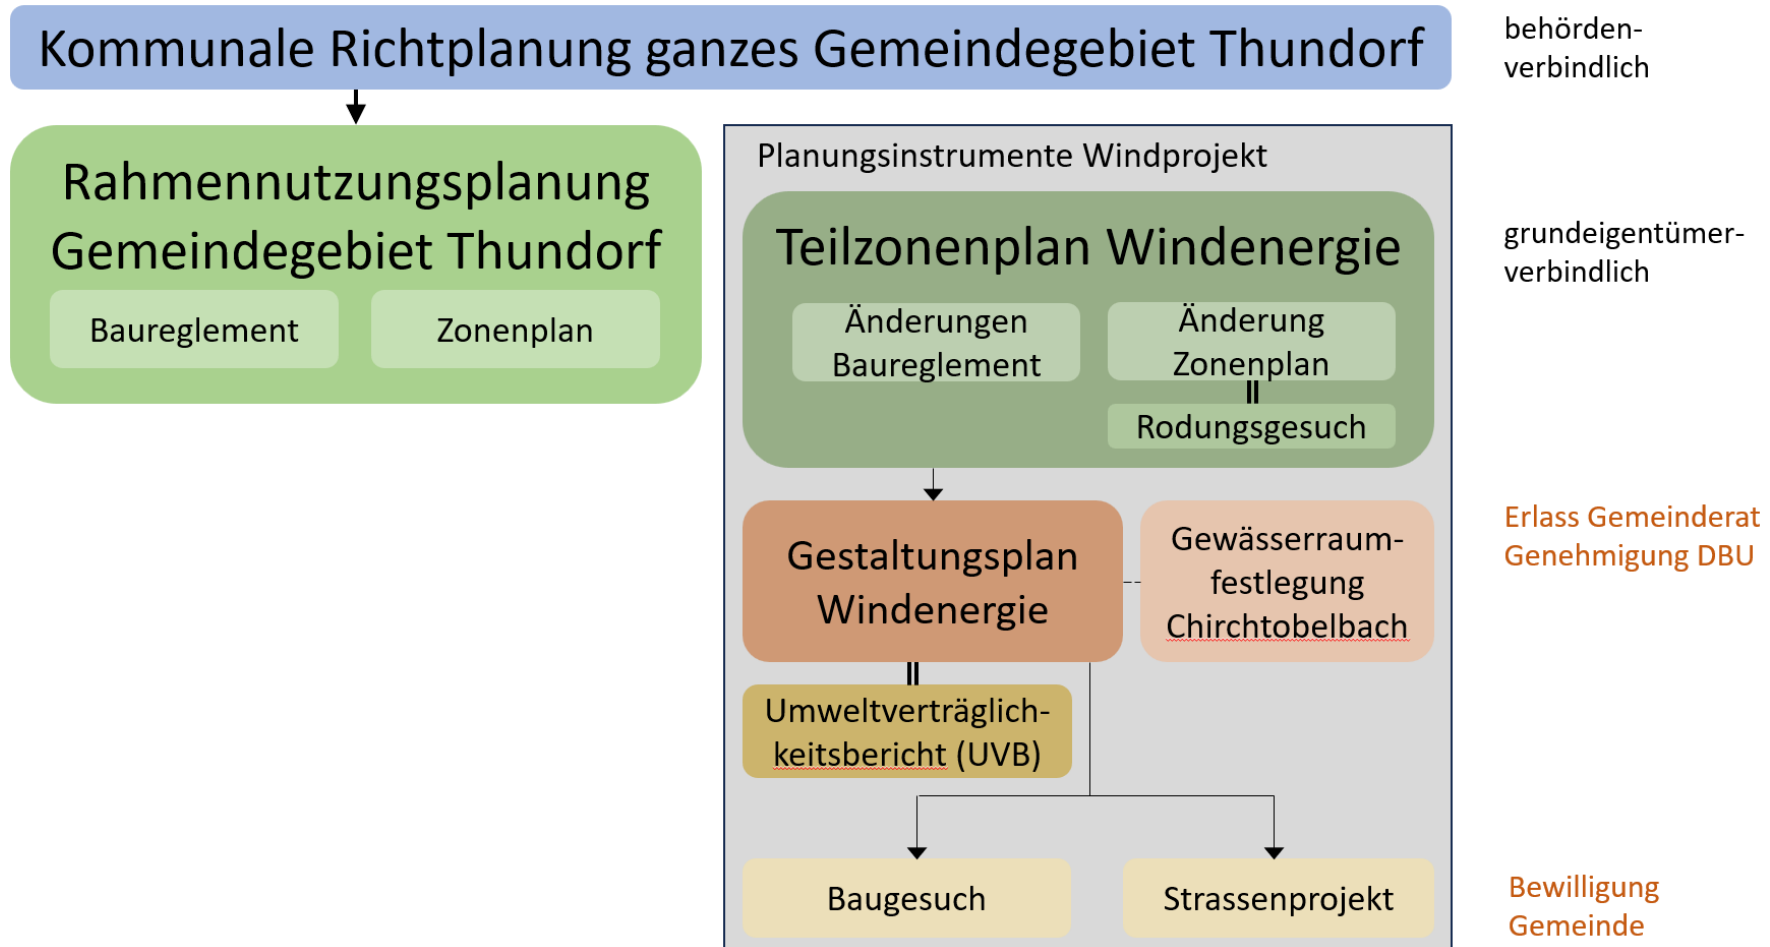 Kommunale Richtplanung ganzes Gemeindegebiet Thundorf
behörden-
verbindlich
Rahmennutzungsplanung
Gemeindegebiet Thundorf
Baureglement
Zonenplan
Planungsinstrumente Windprojekt
Teilzonenplan Windenergie
Änderungen
Baureglement
Änderung
Zonenplan
Rodungsgesuch
grundeigentümer-
verbindlich
Gestaltungsplan
Windenergie
Gewässerraum-
festlegung
Chirchtobelbach
Erlass Gemeinderat
Genehmigung DBU
Umweltverträglich-
keitsbericht (UVB)
Baugesuch
Strassenprojekt
Bewilligung
Gemeinde